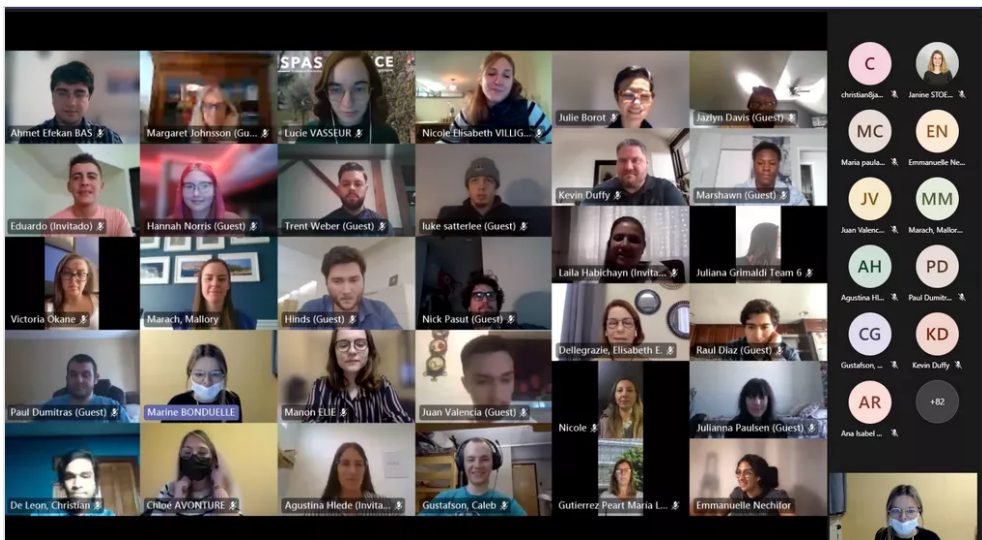 SPAS CE
Ahmet Efekan BAS
Margaret Johnsson (Gu...
Lucie VASSEUR
Nicole Elisabeth VILLIG...
Julie Borot
Jazlyn Davis (Guest)
Eduardo (Invitado)
Hannah Norris (Guest)
Trent Weber (Guest)
luke satterlee (Guest)
Kevin Duffy
Marshawn (Guest)
Laila Habichayn (Invita...
Juliana Grimaldi Team 6
Victoria Okane
Marach, Mallory
Hinds (Guest)
Nick Pasut (Guest)
Dellegrazie, Elisabeth E.
Raul Diaz (Guest)
Paul Dumitras (Guest)
Marine BONDUELLE
Manon ELIE
Juan Valencia (Guest)
Nicole
Julianna Paulsen (Guest)
De Leon, Christian
Chloé AVONTURE
Agustina Hlede (Invita...
Gustafson, Caleb
Gutierrez Peart Maria L...
Emmanuelle Nechifor
C
christian8ja...
Janine STOE...
MC
Maria paula...
EN
Emmanuelle Ne...
JV
Juan Valenc...
MM
Marach, Mallor...
AH
Agustina Hl...
PD
Paul Dumitr...
CG
Gustafson, ...
KD
Kevin Duffy
AR
Ana Isabel ...
+82